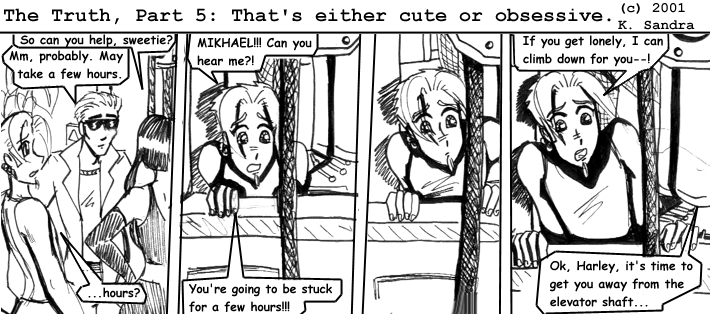 The Truth, Part 5: That's either cute or obsessive.
(c) 2001
K. Sandra
So can you help, sweetie?
Mm, probably. May
take a few hours.
...hours?
MIKHAEL!!! Can you
hear me?!
You're going to be stuck
for a few hours!!!
If you get lonely, I can
climb down for you--!
Ok, Harley, it's time to
get you away from the
elevator shaft...